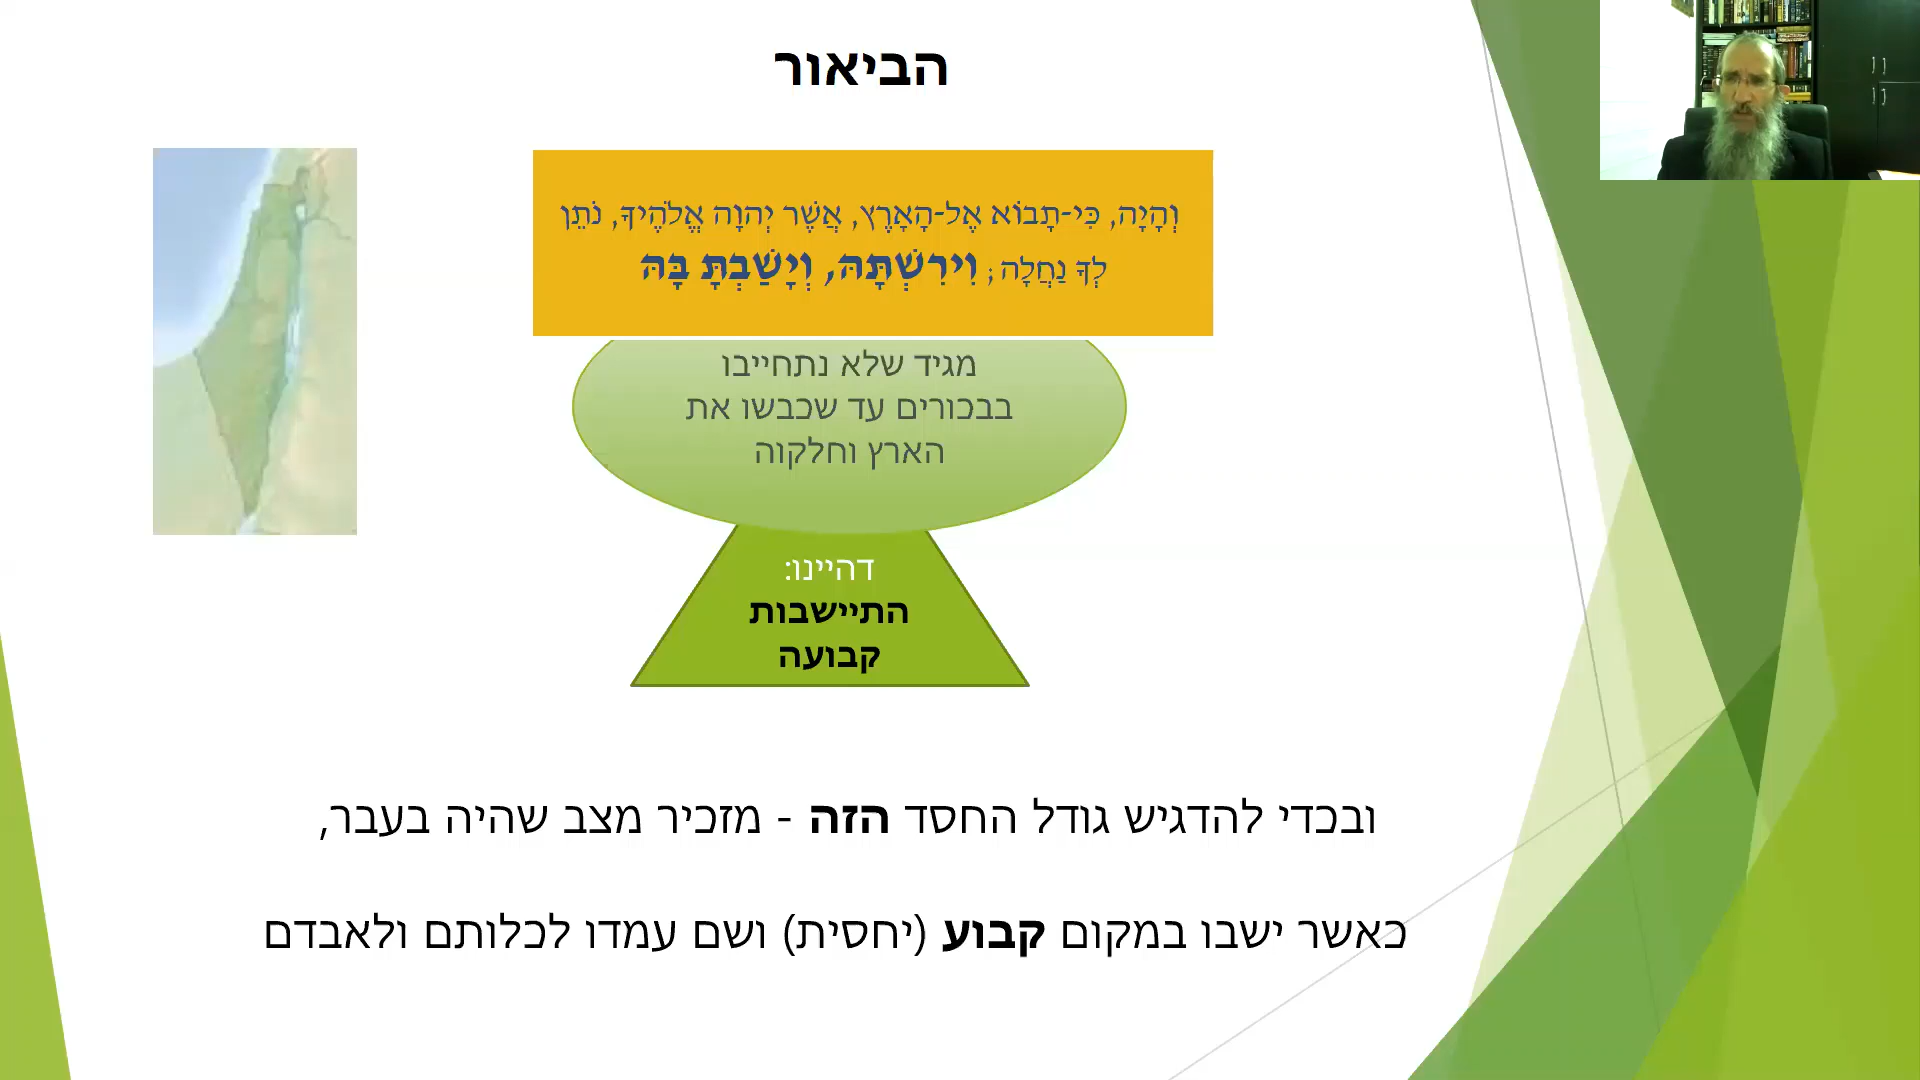 הביאור
וְהָיָה, כִּי-תָבוֹא אֶל-הָאָרֶץ, אֲשֶׁר יְהוָה אֱלֹהֶיךָ, נֹתֵן
לְךָ נַחֲלָה; וִירִשְׁתָּהּ, וְיָשַׁבְתָּ בָּהּ
מגיד שלא נתחייבו
בבכורים עד שכבשו את
הארץ וחלקוה
דהיינו:
התיישבות
קבועה
ובכדי להדגיש גודל החסד הזה - מזכיר מצב שהיה בעבר,
כאשר ישבו במקום קבוע (יחסית) ושם עמדו לכלותם ולאבדם